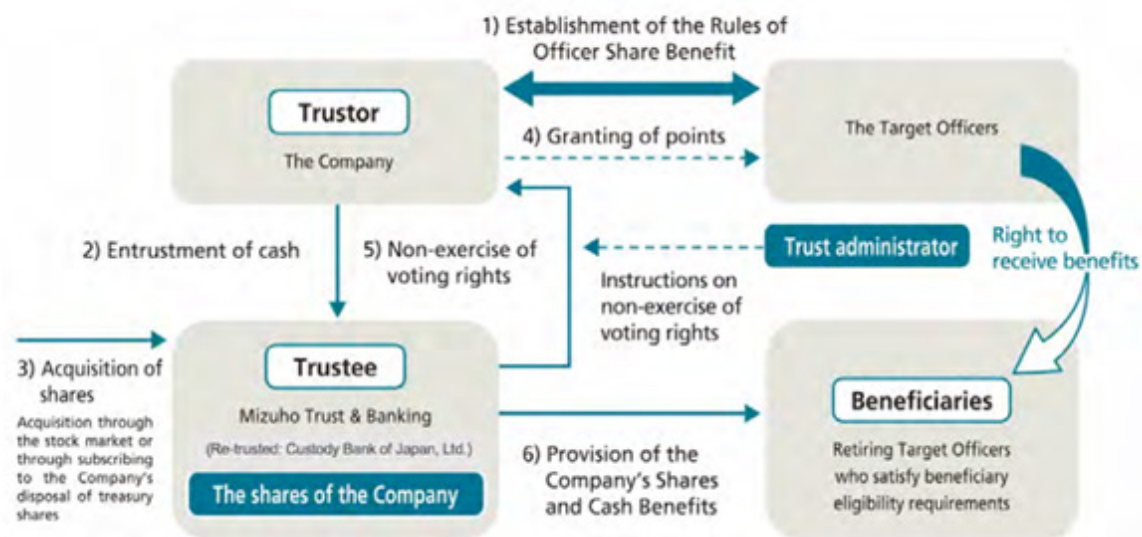 1) Establishment of the Rules of
Officer Share Benefit
Trustor
The Company
4) Granting of points
The Target Officers
2) Entrustment of cash
5) Non-exercise of
voting rights
Trust administrator
Right to
receive benefits
Instructions on
non-exercise of
voting rights
3) Acquisition of
shares
Acquisition through
the stock market or
through subscribing
to the Company's
disposal of treasury
shares
Trustee
Mizuho Trust & Banking
(Re-trusted: Custody Bank of Japan, Ltd.)
The shares of the Company
6) Provision of the
Company's Shares
and Cash Benefits
Beneficiaries
Retiring Target Officers
who satisfy beneficiary
eligibility requirements